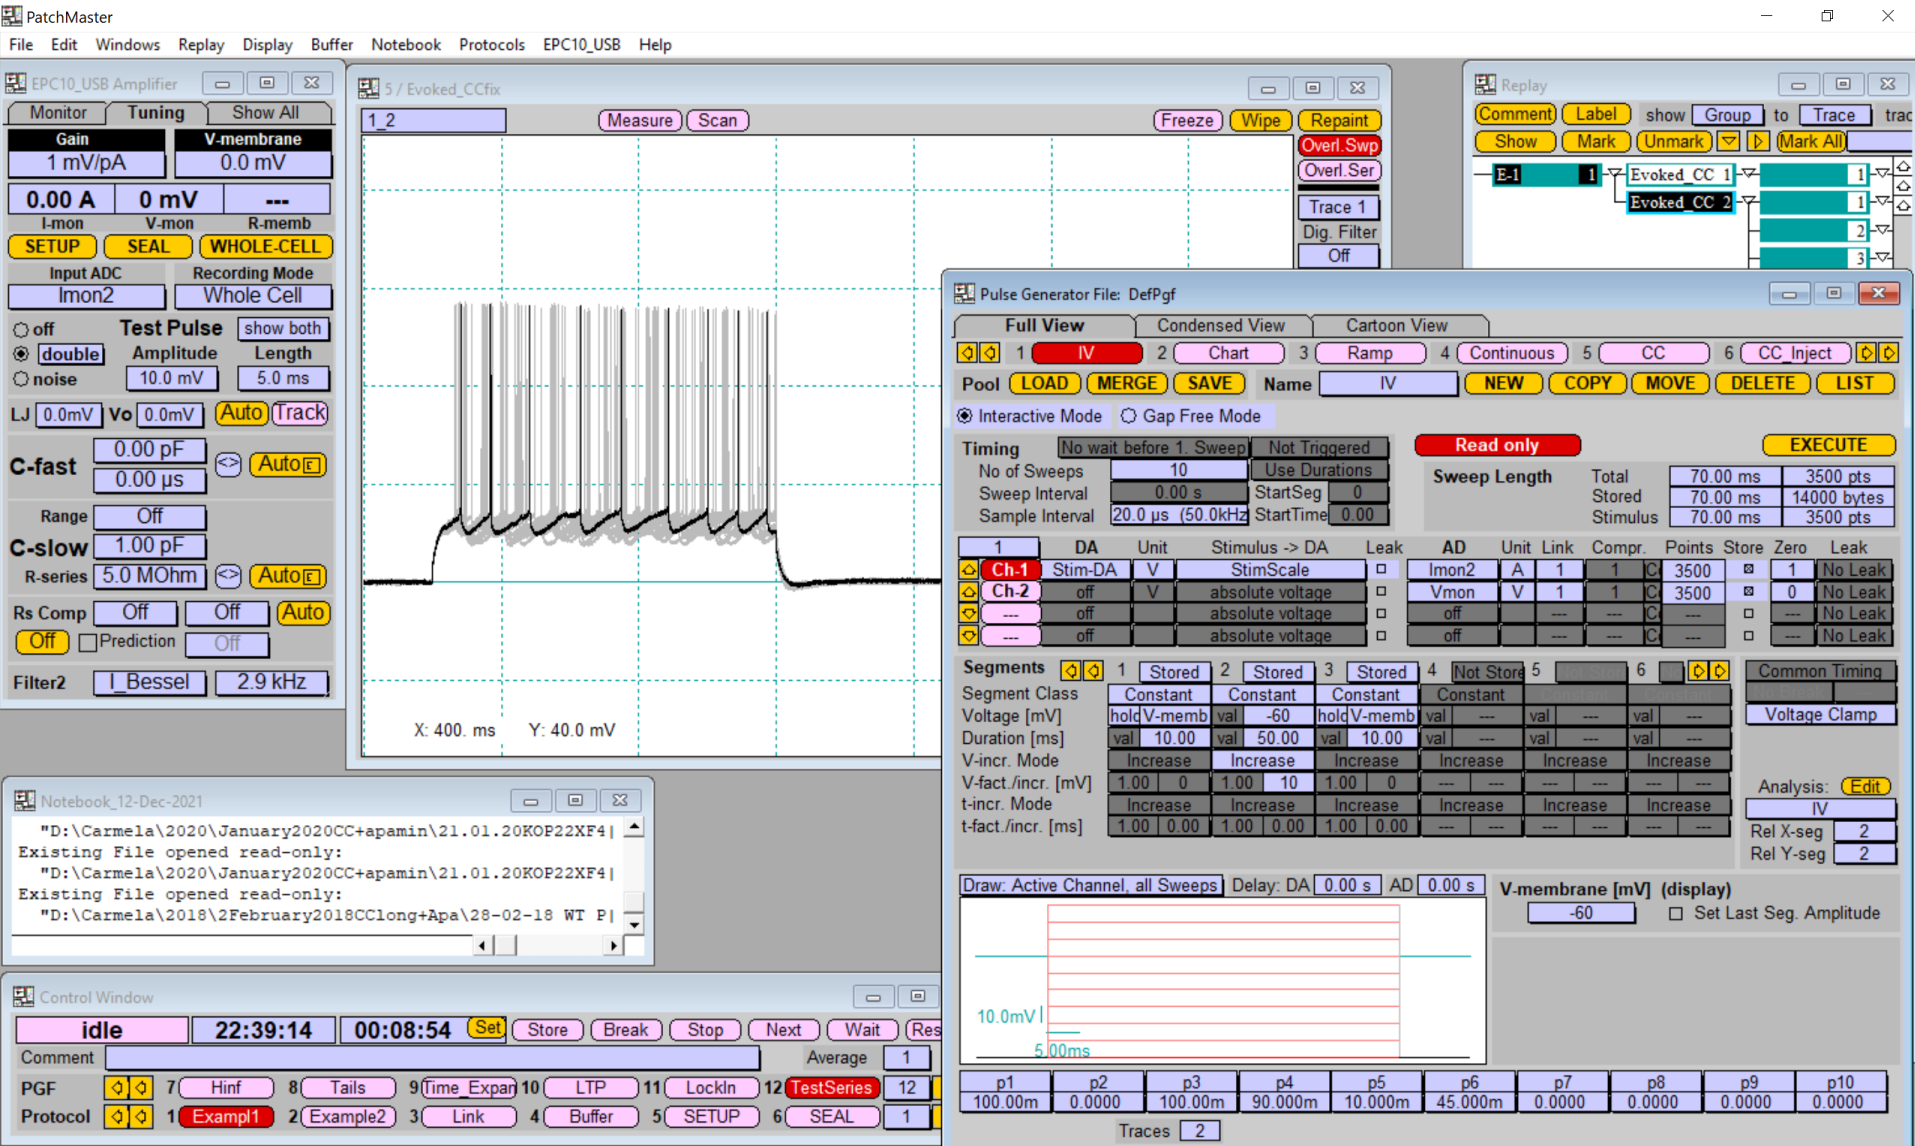 PatchMaster
File Edit Windows Replay Display Buffer Notebook Protocols EPC10_USB Help
EPC10_USB Amplifier
Monitor Tuning Show All
Gain V-membrane
1 mV/pA 0.0 mV
0.00 A 0 mV ---
I-mon V-mon R-memb
SETUP SEAL WHOLE-CELL
Input ADC Recording Mode
Imon2 Whole Cell
off Test Pulse show both
double Amplitude Length
noise 10.0 mV 5.0 ms
LJ 0.0mV Vo 0.0mV Auto Track
C-fast 0.00 pF <> Auto
0.00 µs
Range Off
C-slow 1.00 pF
R-series 5.0 MOhm <> Auto
Rs Comp Off Off Auto
Off Prediction Off
Filter2 I_Bessel 2.9 kHz
5 / Evoked_CCfix
1_2 Measure Scan Freeze Wipe Repaint
Overl.Swp
Overl.Ser
Trace 1
Dig. Filter
Off
X: 400. ms Y: 40.0 mV
Replay
Comment Label show Group to Trace trac
Show Mark Unmark Mark All
E-1 1 Evoked_CC 1 1
Evoked_CC 2 1
2
3
Notebook_12-Dec-2021
"D:\Carmela\2020\January2020CC+apamin\21.01.20KOP22XF4|
Existing File opened read-only:
"D:\Carmela\2020\January2020CC+apamin\21.01.20KOP22XF4|
Existing File opened read-only:
"D:\Carmela\2018\2February2018CClong+Apa\28-02-18 WT P|
Control Window
idle 22:39:14 00:08:54 Set Store Break Stop Next Wait Res
Comment Average 1
PGF 7 Hinf 8 Tails 9 Time_Expan 10 LTP 11 LockIn 12 TestSeries 12
Protocol 1 Exampl1 2 Example2 3 Link 4 Buffer 5 SETUP 6 SEAL 1
Pulse Generator File: DefPgf
Full View Condensed View Cartoon View
1 IV 2 Chart 3 Ramp 4 Continuous 5 CC 6 CC_Inject
Pool LOAD MERGE SAVE Name IV NEW COPY MOVE DELETE LIST
Interactive Mode Gap Free Mode
Timing No wait before 1. Sweep Not Triggered Read only EXECUTE
No of Sweeps 10 Use Durations Sweep Length Total 70.00 ms 3500 pts
Sweep Interval 0.00 s StartSeg 0 Stored 70.00 ms 14000 bytes
Sample Interval 20.0 µs (50.0kHz StartTime 0.00 Stimulus 70.00 ms 3500 pts
1 DA Unit Stimulus -> DA Leak AD Unit Link Compr. Points Store Zero Leak
Ch-1 Stim-DA V StimScale Imon2 A 1 1 3500 1 No Leak
Ch-2 off V absolute voltage Vmon V 1 1 3500 0 No Leak
--- off absolute voltage off --- --- --- --- No Leak
--- off absolute voltage off --- --- --- --- No Leak
Segments 1 Stored 2 Stored 3 Stored 4 Not Store 5 6 Common Timing
Segment Class Constant Constant Constant Constant No Break
Voltage [mV] hold V-memb val -60 hold V-memb val --- val --- val --- Voltage Clamp
Duration [ms] val 10.00 val 50.00 val 10.00 val --- val --- val ---
V-incr. Mode Increase Increase Increase Increase Increase Increase
V-fact./incr. [mV] 1.00 0 1.00 10 1.00 0 --- --- --- --- --- --- Analysis: Edit
t-incr. Mode Increase Increase Increase Increase Increase Increase IV
t-fact./incr. [ms] 1.00 0.00 1.00 0.00 1.00 0.00 --- --- --- --- --- --- Rel X-seg 2
Rel Y-seg 2
Draw: Active Channel, all Sweeps Delay: DA 0.00 s AD 0.00 s V-membrane [mV] (display)
-60 Set Last Seg. Amplitude
10.0mV
5.00ms
p1 p2 p3 p4 p5 p6 p7 p8 p9 p10
100.00m 0.0000 100.00m 90.000m 10.000m 45.000m 0.0000 0.0000 0.0000 0.0000
Traces 2